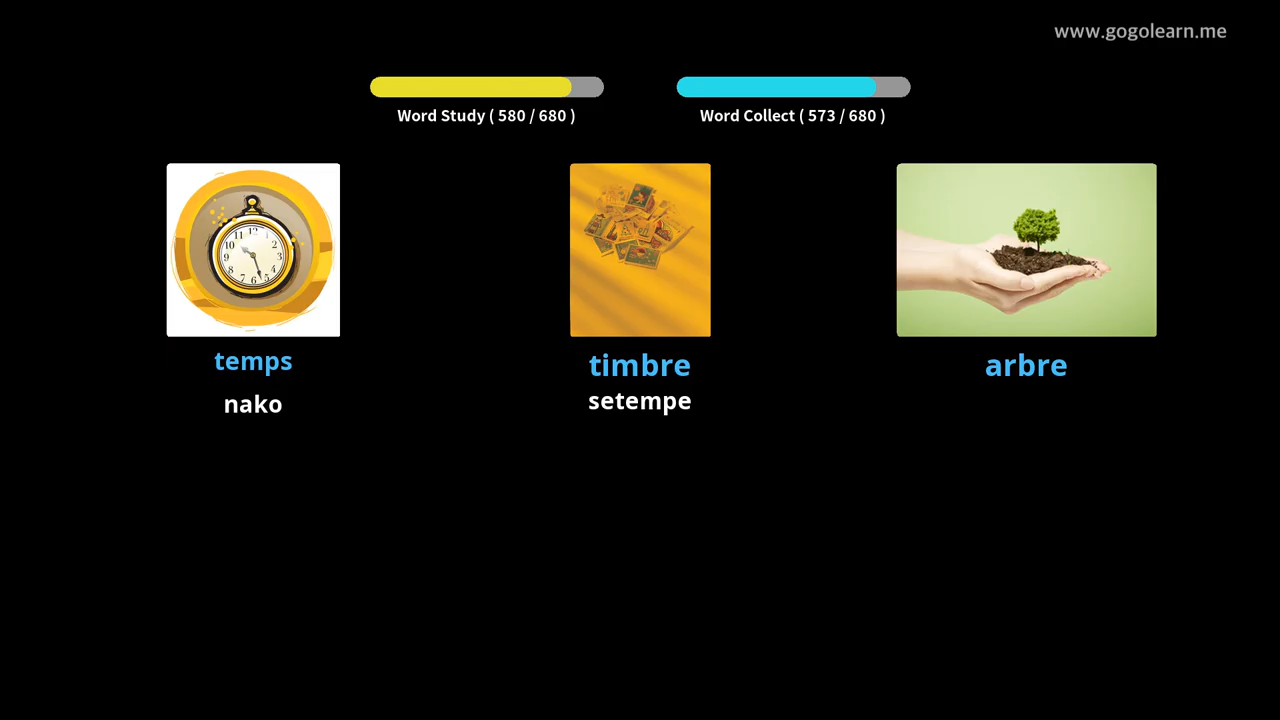 www.gogolearn.me
Word Study ( 580 / 680 )
Word Collect ( 573 / 680 )
temps
timbre
arbre
nako
setempe